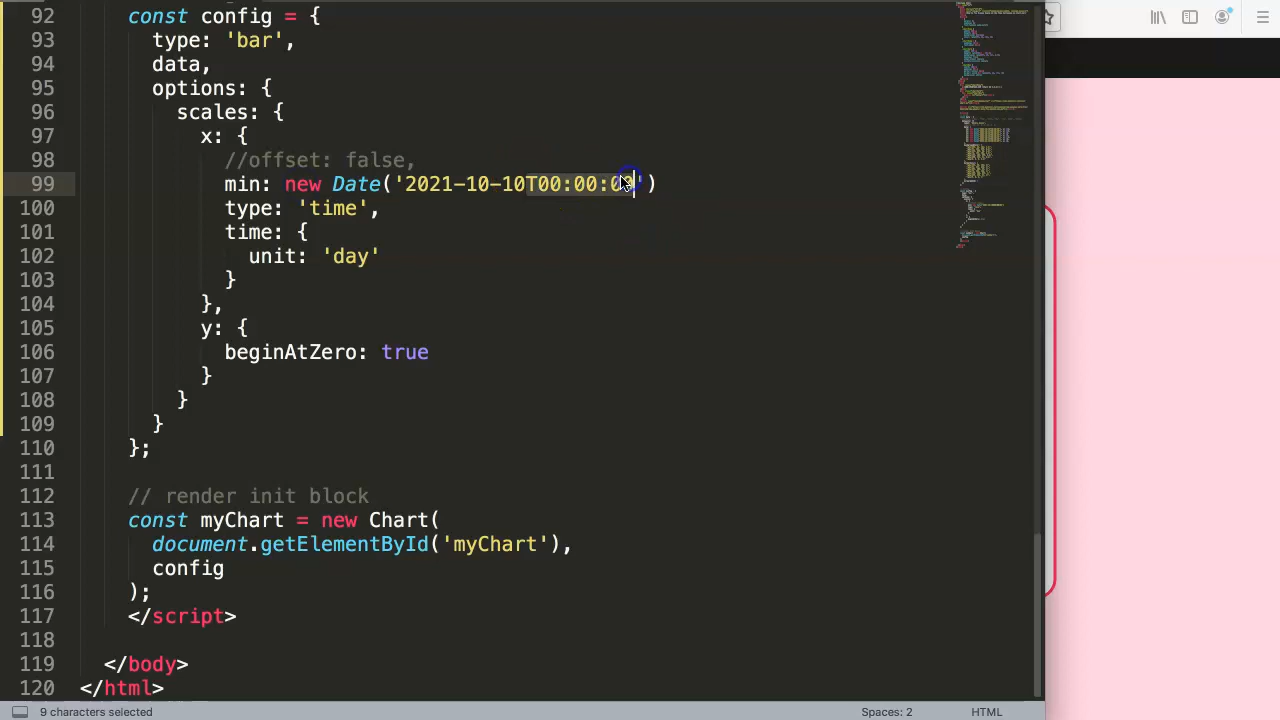 92 const config = {
93 type: 'bar',
94 data,
95 options: {
96 scales: {
97 x: {
98 //offset: false,
99 min: new Date('2021-10-10T00:00:00')
100 type: 'time',
101 time: {
102 unit: 'day'
103 }
104 },
105 y: {
106 beginAtZero: true
107 }
108 }
109 }
110 };
111
112 // render init block
113 const myChart = new Chart(
114 document.getElementById('myChart'),
115 config
116 );
117 </script>
118
119 </body>
120 </html>
9 characters selected
Spaces: 2
HTML